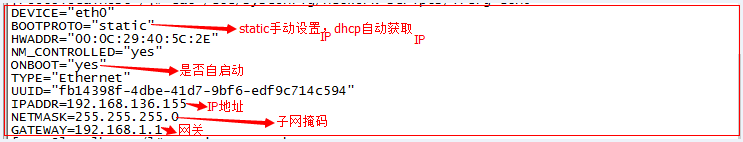 DEVICE="eth0"
BOOTPROTO="static" static手动设置IP,dhcp自动获取IP
HWADDR="00:0C:29:40:5C:2E"
NM_CONTROLLED="yes"
ONBOOT="yes" 是否自启动
TYPE="Ethernet"
UUID="fb14398f-4dbe-41d7-9bf6-edf9c714c594"
IPADDR=192.168.136.155 IP地址
NETMASK=255.255.255.0 子网掩码
GATEWAY=192.168.1.1 网关